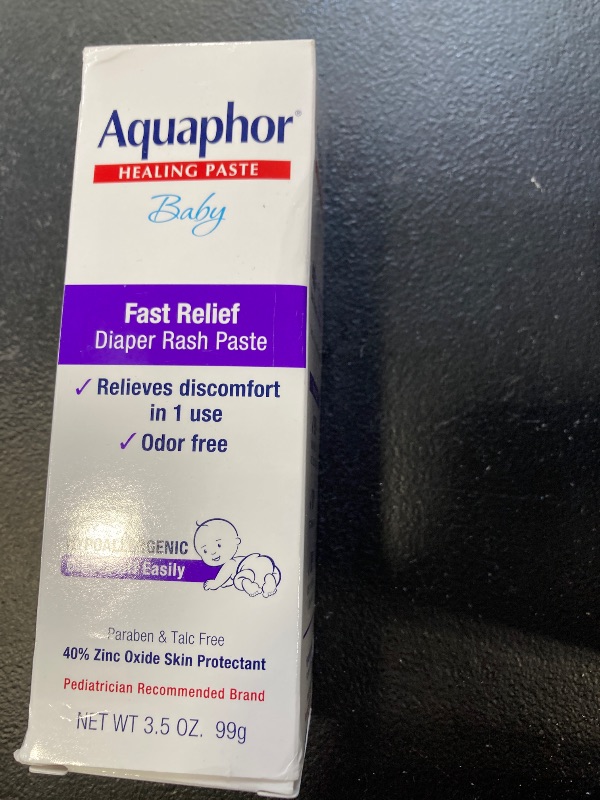 Aquaphor®
HEALING PASTE
Baby
Fast Relief
Diaper Rash Paste
✓ Relieves discomfort
in 1 use
✓ Odor free
HYPOALLERGENIC
Easily
Paraben & Talc Free
40% Zinc Oxide Skin Protectant
Pediatrician Recommended Brand
NET WT 3.5 OZ. 99g